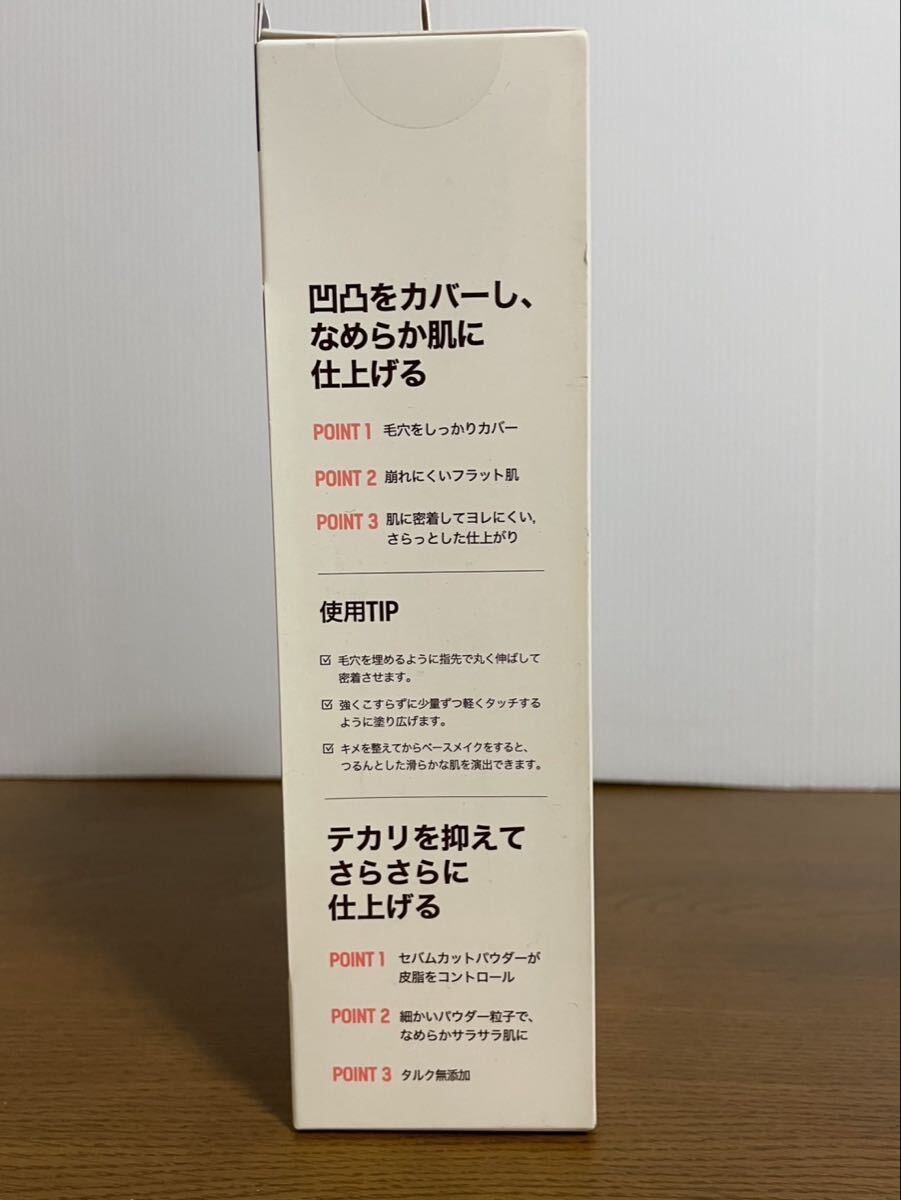 凹凸をカバーし、
なめらか肌に
仕上げる
POINT 1 毛穴をしっかりカバー
POINT 2 崩れにくいフラット肌
POINT 3 肌に密着してヨレにくい,
さらっとした仕上がり
使用TIP
☑ 毛穴を埋めるように指先で丸く伸ばして
密着させます。
☑ 強くこすらずに少量ずつ軽くタッチする
ように塗り広げます。
☑ キメを整えてからベースメイクをすると、
つるんとした滑らかな肌を演出できます。
テカリを抑えて
さらさらに
仕上げる
POINT 1 セバムカットパウダーが
皮脂をコントロール
POINT 2 細かいパウダー粒子で、
なめらかサラサラ肌に
POINT 3 タルク無添加